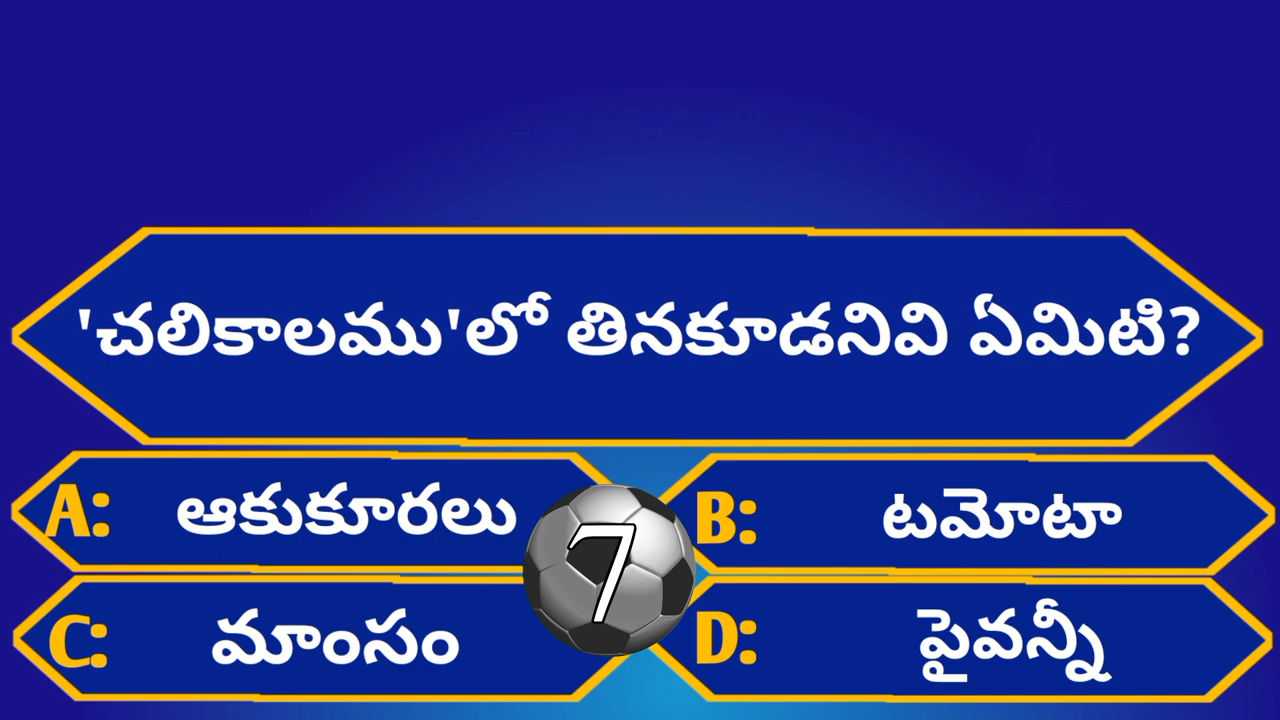 'చలికాలము'లో తినకూడనివి ఏమిటి?
A: ఆకుకూరలు
B: టమోటా
7
C: మాంసం
D: పైవన్నీ